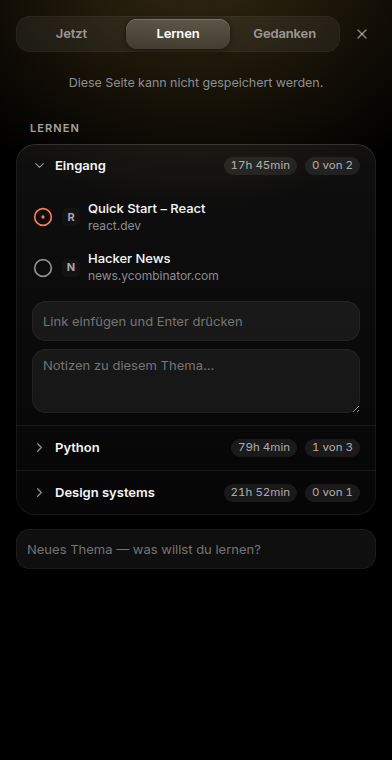 Jetzt
Lernen
Gedanken
Diese Seite kann nicht gespeichert werden.
LERNEN
Eingang
17h 45min
0 von 2
R
Quick Start – React
react.dev
N
Hacker News
news.ycombinator.com
Link einfügen und Enter drücken
Notizen zu diesem Thema…
Python
79h 4min
1 von 3
Design systems
21h 52min
0 von 1
Neues Thema — was willst du lernen?